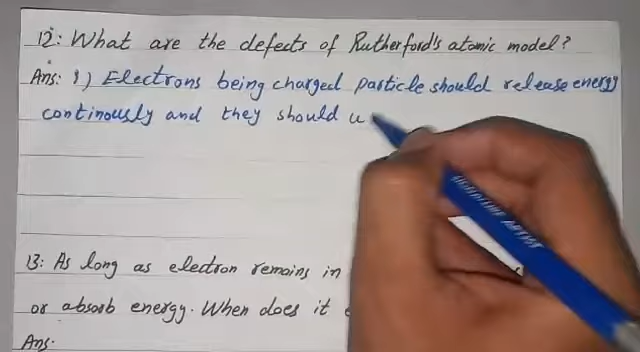 12: What are the defects of Rutherford's atomic model?
Ans: 1) Electrons being charged particle should release energy
continously and they should u
13: As long as electron remains in
or absorb energy. When does it
Ans: